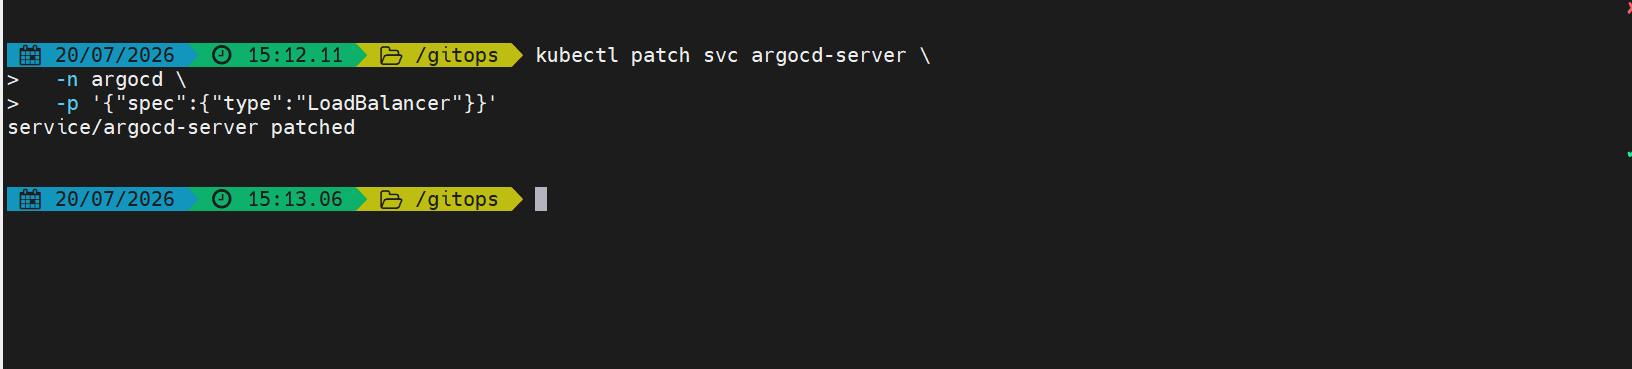 20/07/2026 15:12.11 /gitops kubectl patch svc argocd-server \
> -n argocd \
> -p '{"spec":{"type":"LoadBalancer"}}'
service/argocd-server patched
20/07/2026 15:13.06 /gitops